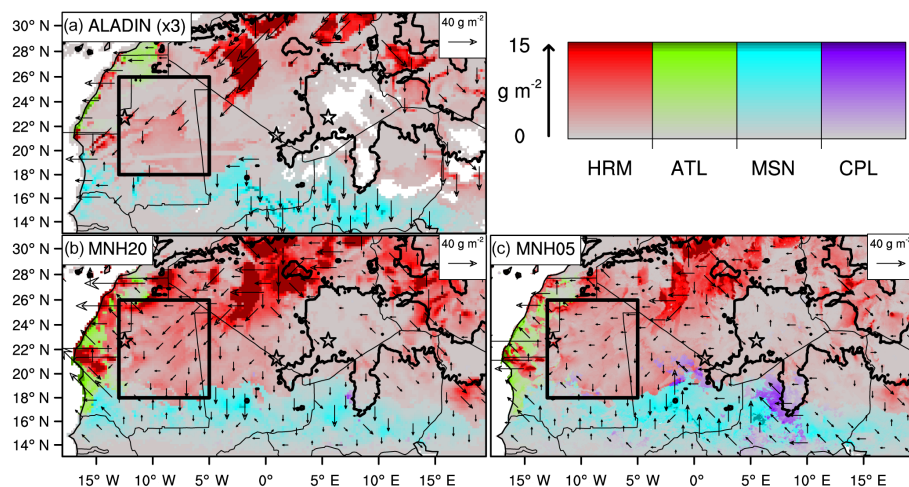 (a) ALADIN (x3)
40 g m⁻²
30° N
28° N
26° N
24° N
22° N
20° N
18° N
16° N
14° N
15
g m⁻²
0
HRM ATL MSN CPL
(b) MNH20
40 g m⁻²
(c) MNH05
40 g m⁻²
30° N
28° N
26° N
24° N
22° N
20° N
18° N
16° N
14° N
15° W 10° W 5° W 0° 5° E 10° E 15° E
15° W 10° W 5° W 0° 5° E 10° E 15° E